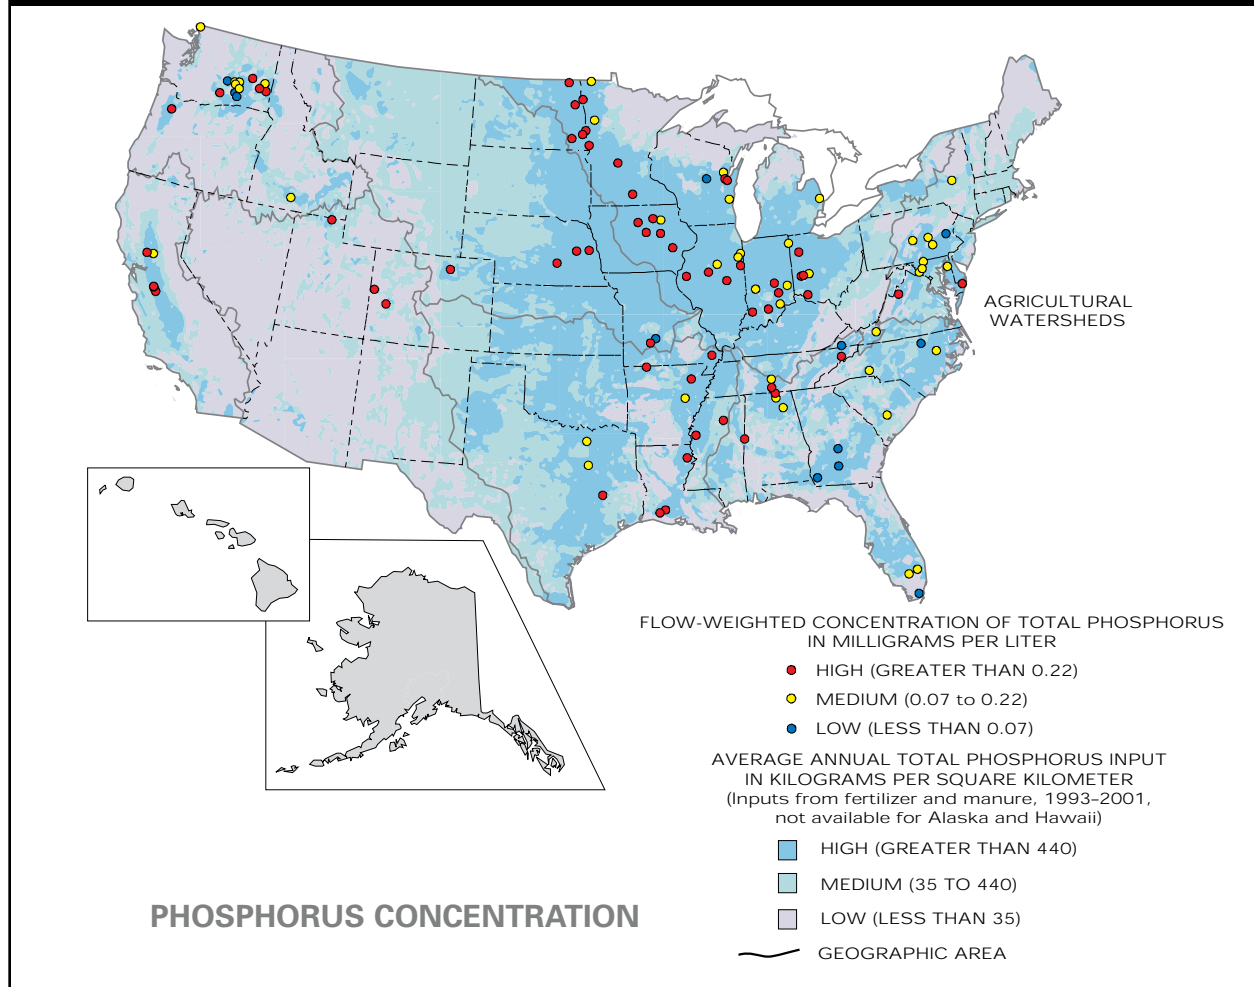 AGRICULTURAL
WATERSHEDS
FLOW-WEIGHTED CONCENTRATION OF TOTAL PHOSPHORUS
IN MILLIGRAMS PER LITER
HIGH (GREATER THAN 0.22)
MEDIUM (0.07 to 0.22)
LOW (LESS THAN 0.07)
AVERAGE ANNUAL TOTAL PHOSPHORUS INPUT
IN KILOGRAMS PER SQUARE KILOMETER
(Inputs from fertilizer and manure, 1993–2001,
not available for Alaska and Hawaii)
HIGH (GREATER THAN 440)
MEDIUM (35 TO 440)
LOW (LESS THAN 35)
GEOGRAPHIC AREA
PHOSPHORUS CONCENTRATION